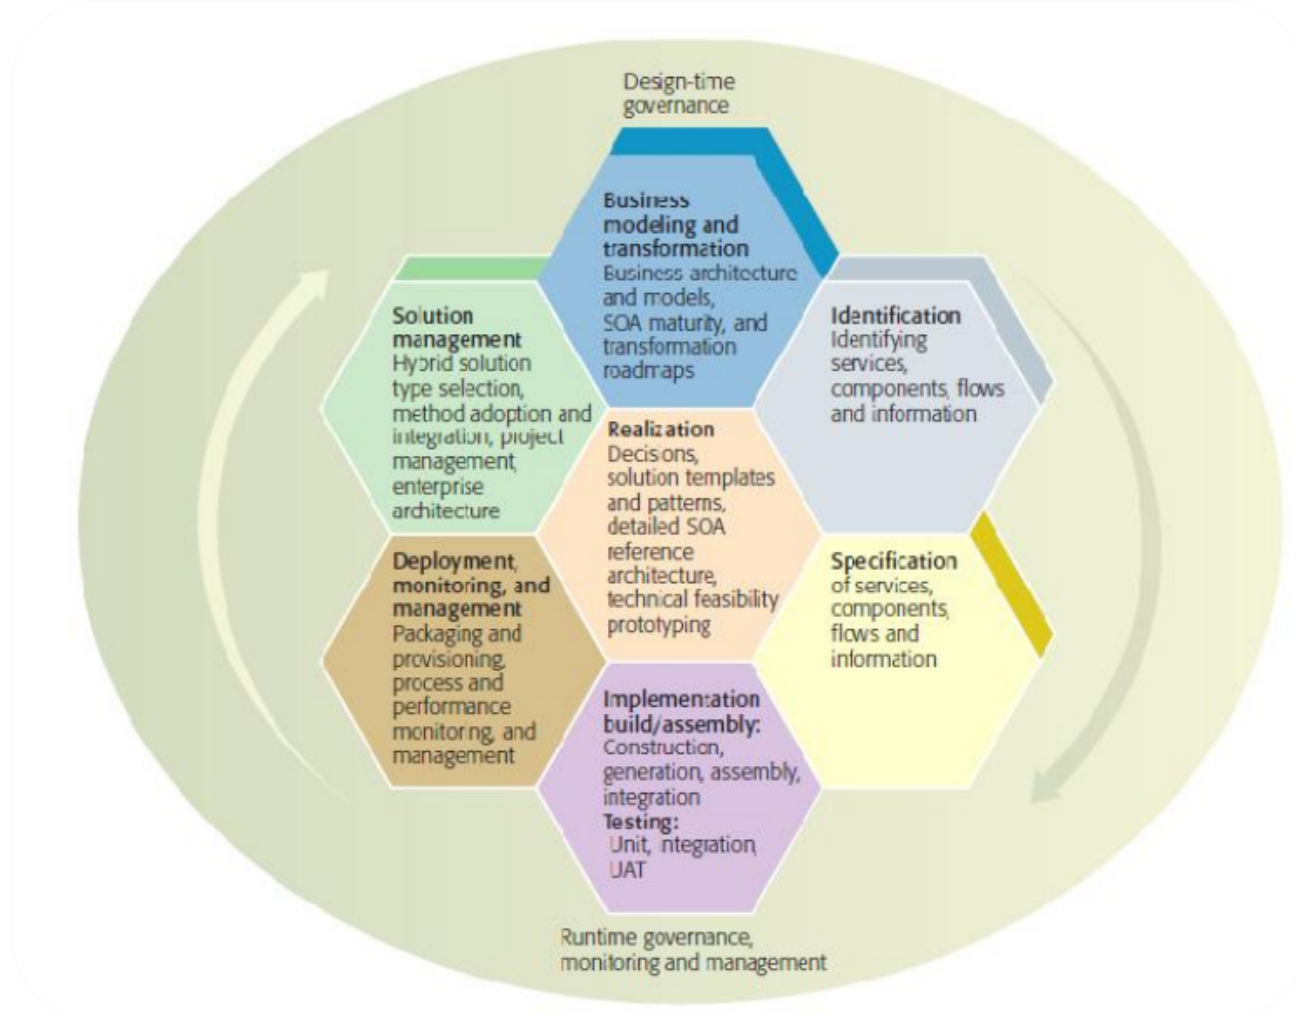 Design-time
governance
Business
modeling and
transformation
Business architecture
and models,
SOA maturity, and
transformation
roadmaps
Solution
management
Hybrid solution
type selection,
method adoption and
integration, project
management,
enterprise
architecture
Identification
Identifying
services,
components, flows
and information
Realization
Decisions,
solution templates
and patterns,
detailed SOA
reference
architecture,
technical feasibility
prototyping
Deployment,
monitoring, and
management
Packaging and
provisioning,
process and
performance
monitoring, and
management
Specification
of services,
components,
flows and
information
Implementation
build/assembly:
Construction,
generation, assembly,
integration
Testing:
Unit, integration,
UAT
Runtime governance,
monitoring and management